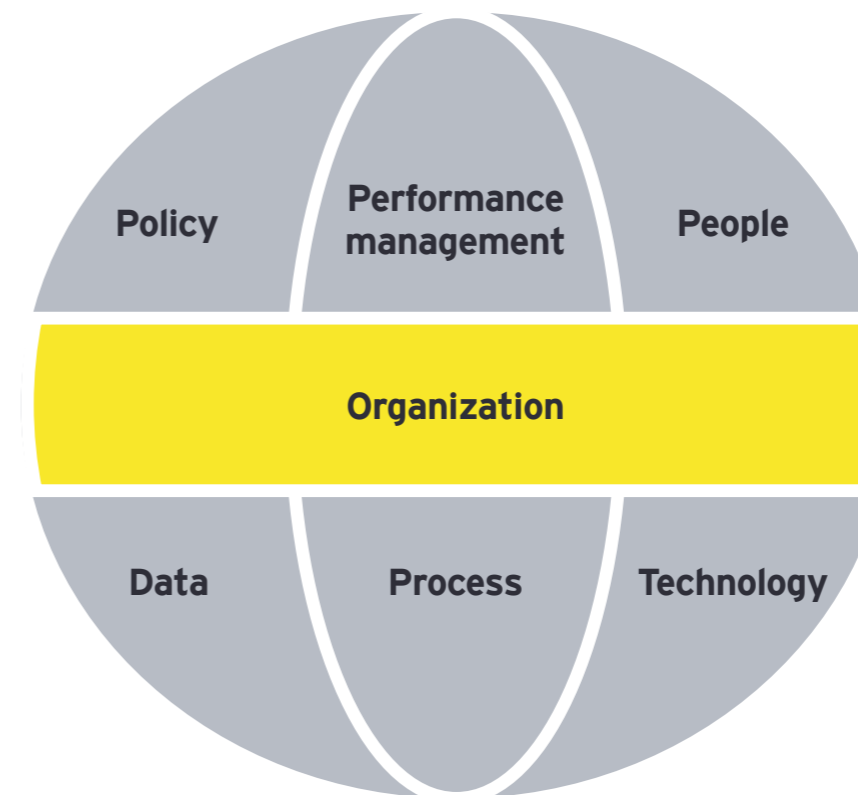 Policy
Performance
management
People
Organization
Data
Process
Technology